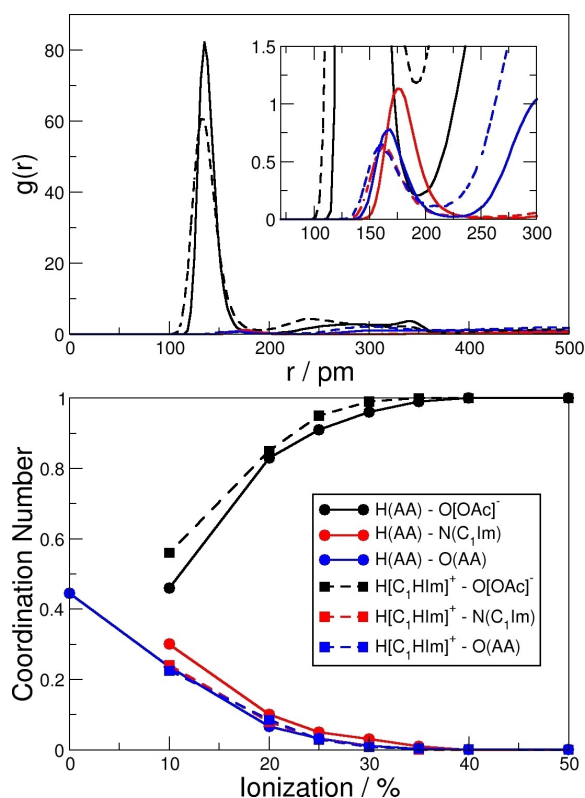 80
60
40
20
0
g(r)
1.5
1
0.5
0
100 150 200 250 300
0 100 200 300 400 500
r / pm
1
0.8
0.6
0.4
0.2
0
Coordination Number
H(AA) - O[OAc]⁻
H(AA) - N(C₁Im)
H(AA) - O(AA)
H[C₁HIm]⁺ - O[OAc]⁻
H[C₁HIm]⁺ - N(C₁Im)
H[C₁HIm]⁺ - O(AA)
0 10 20 30 40 50
Ionization / %